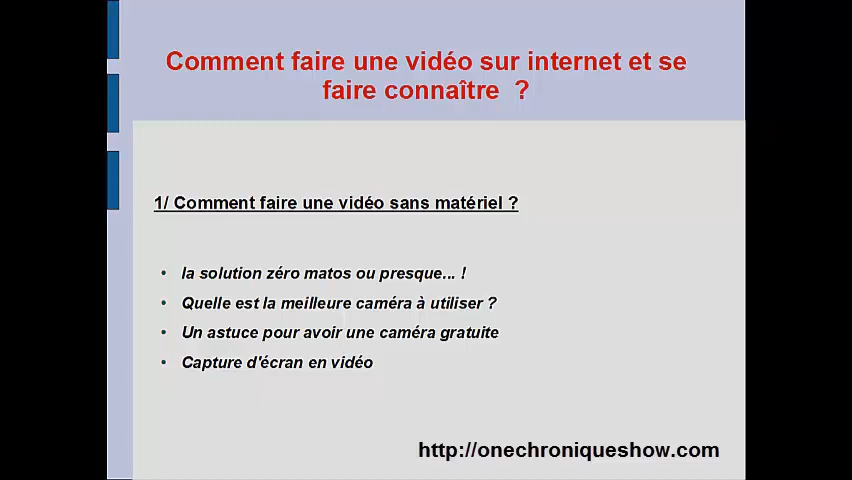 Comment faire une vidéo sur internet et se
faire connaître ?
1/ Comment faire une vidéo sans matériel ?
• la solution zéro matos ou presque... !
• Quelle est la meilleure caméra à utiliser ?
• Un astuce pour avoir une caméra gratuite
• Capture d'écran en vidéo
http://onechroniqueshow.com